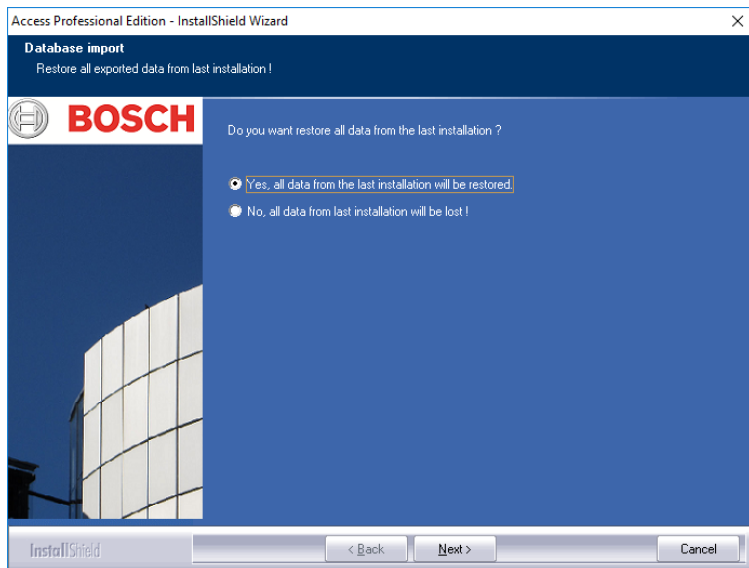 Access Professional Edition - InstallShield Wizard
Database import
Restore all exported data from last installation !
BOSCH
Do you want restore all data from the last installation ?
Yes, all data from the last installation will be restored.
No, all data from last installation will be lost !
InstallShield
< Back
Next >
Cancel